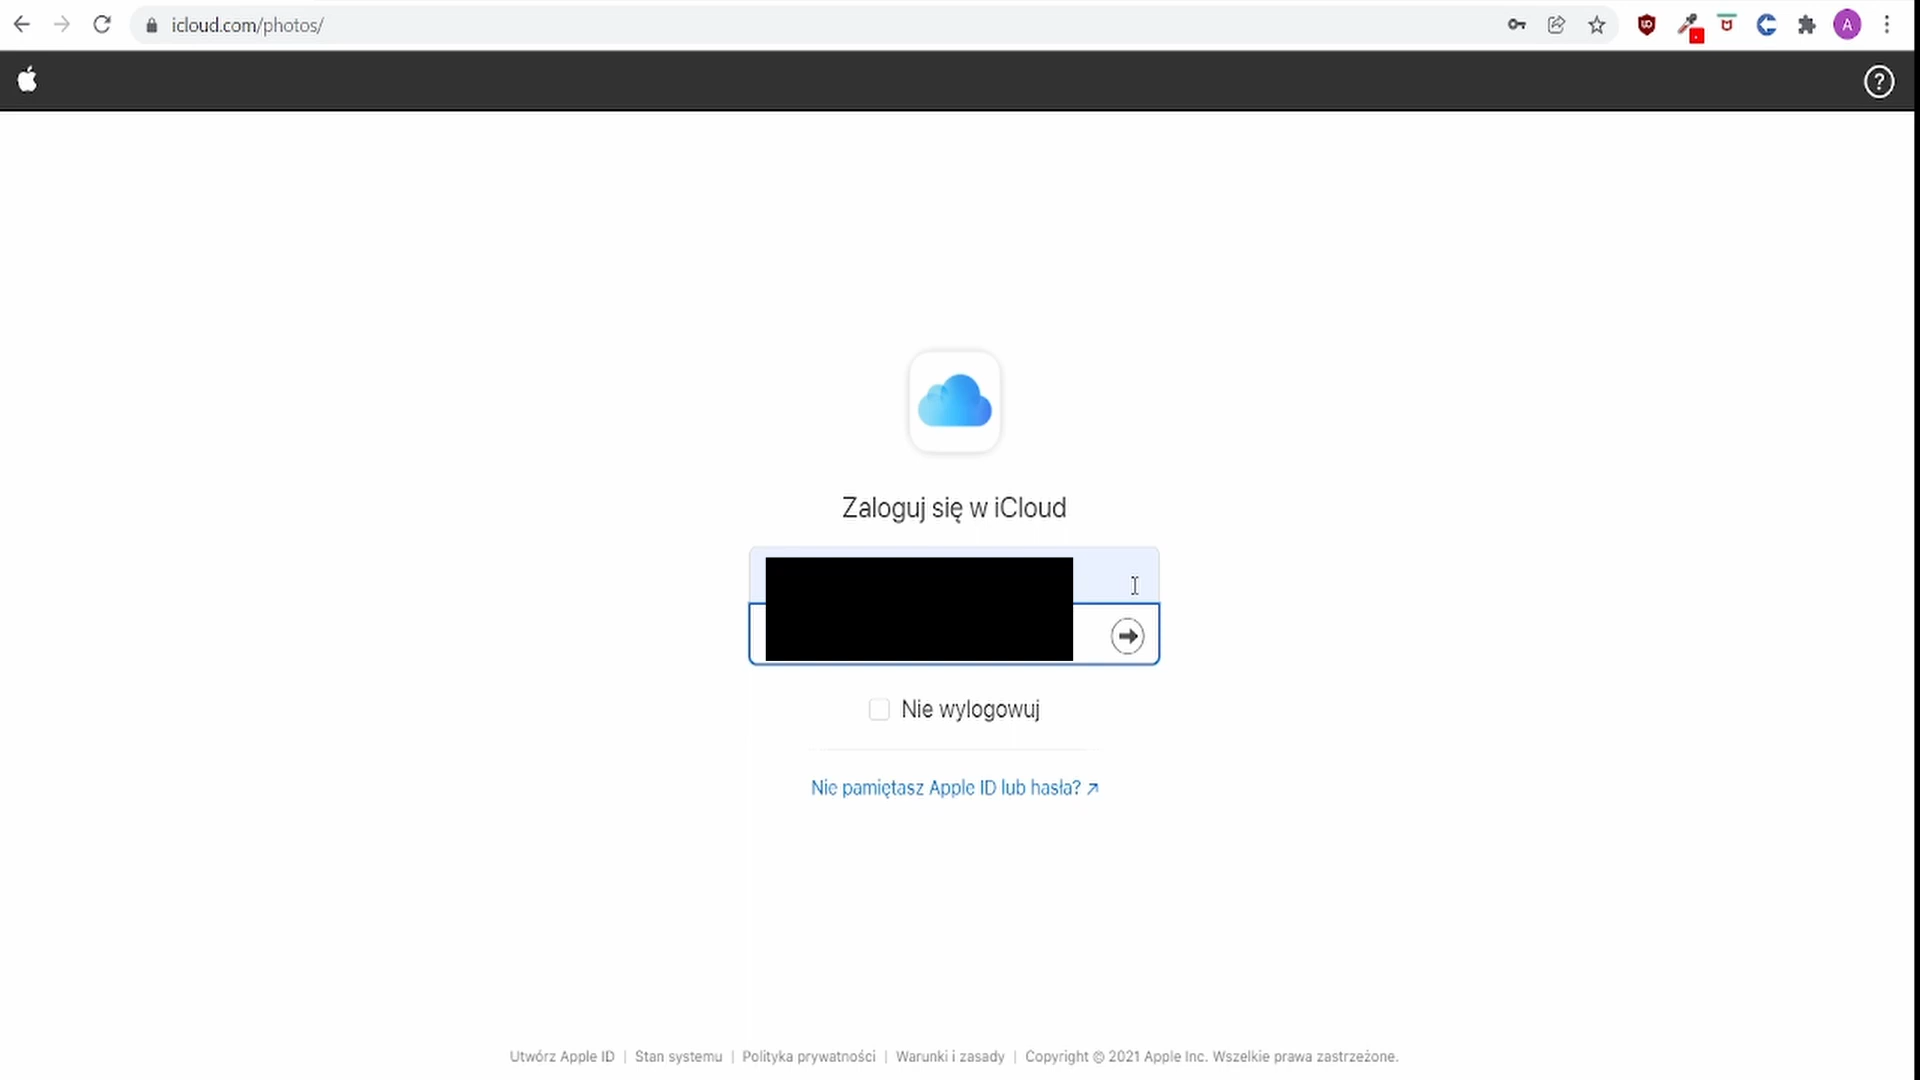 icloud.com/photos/
A
?
Zaloguj się w iCloud
Nie wylogowuj
Nie pamiętasz Apple ID lub hasła? ↗
Utwórz Apple ID | Stan systemu | Polityka prywatności | Warunki i zasady | Copyright © 2021 Apple Inc. Wszelkie prawa zastrzeżone.